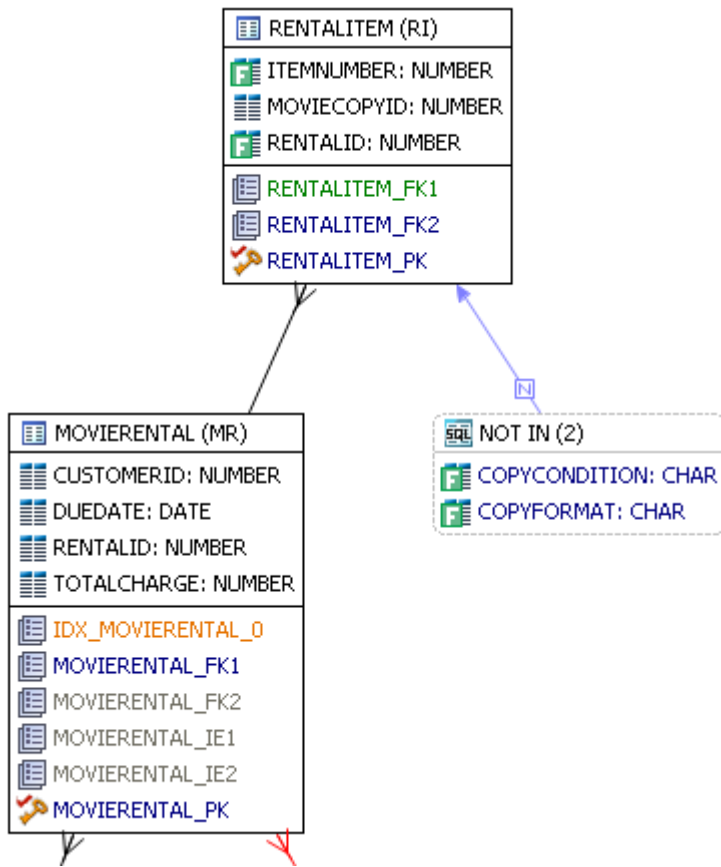 RENTALITEM (RI)
ITEMNUMBER: NUMBER
MOVIECOPYID: NUMBER
RENTALID: NUMBER
RENTALITEM_FK1
RENTALITEM_FK2
RENTALITEM_PK
N
MOVIERENTAL (MR)
CUSTOMERID: NUMBER
DUEDATE: DATE
RENTALID: NUMBER
TOTALCHARGE: NUMBER
IDX_MOVIERENTAL_0
MOVIERENTAL_FK1
MOVIERENTAL_FK2
MOVIERENTAL_IE1
MOVIERENTAL_IE2
MOVIERENTAL_PK
SQL NOT IN (2)
F COPYCONDITION: CHAR
F COPYFORMAT: CHAR